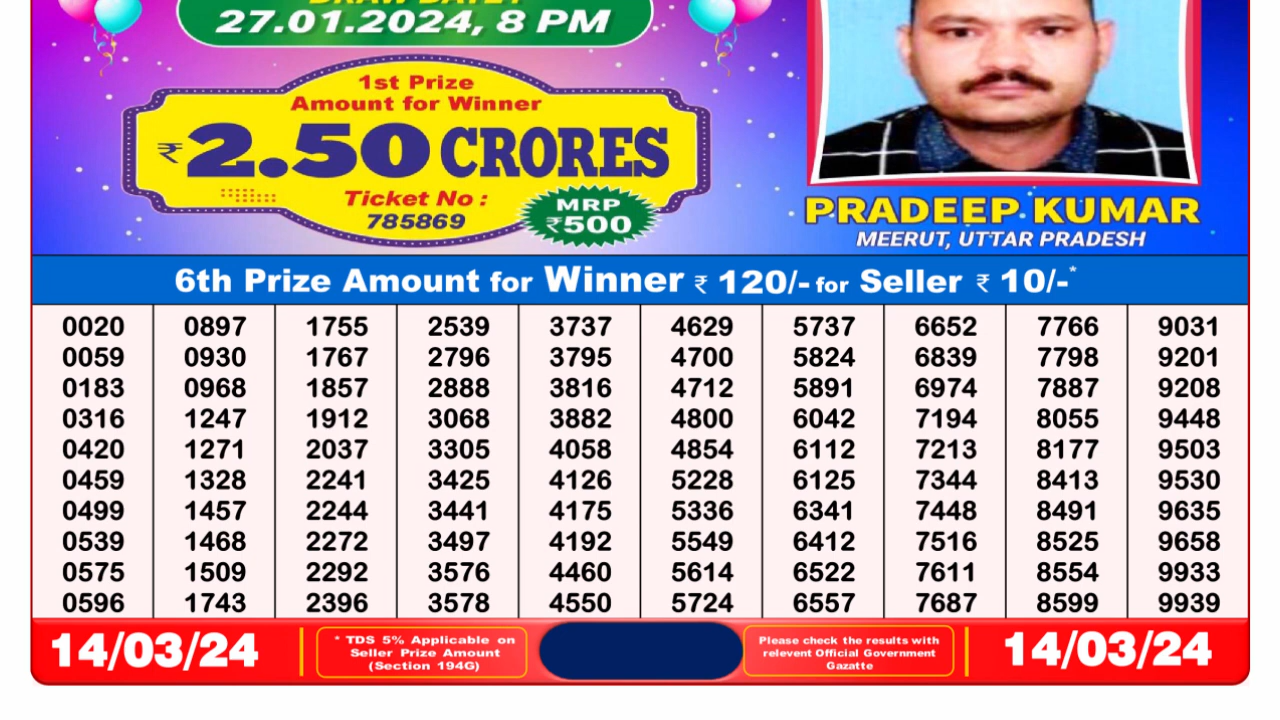 DRAW DATE:
27.01.2024, 8 PM
1st Prize
Amount for Winner
₹2.50 CRORES
Ticket No :
785869
MRP
₹500
PRADEEP KUMAR
MEERUT, UTTAR PRADESH
6th Prize Amount for Winner ₹ 120/- for Seller ₹ 10/-*
0020 0897 1755 2539 3737 4629 5737 6652 7766 9031
0059 0930 1767 2796 3795 4700 5824 6839 7798 9201
0183 0968 1857 2888 3816 4712 5891 6974 7887 9208
0316 1247 1912 3068 3882 4800 6042 7194 8055 9448
0420 1271 2037 3305 4058 4854 6112 7213 8177 9503
0459 1328 2241 3425 4126 5228 6125 7344 8413 9530
0499 1457 2244 3441 4175 5336 6341 7448 8491 9635
0539 1468 2272 3497 4192 5549 6412 7516 8525 9658
0575 1509 2292 3576 4460 5614 6522 7611 8554 9933
0596 1743 2396 3578 4550 5724 6557 7687 8599 9939
14/03/24
* TDS 5% Applicable on
Seller Prize Amount
(Section 194G)
Please check the results with
relevent Official Government
Gazatte
14/03/24